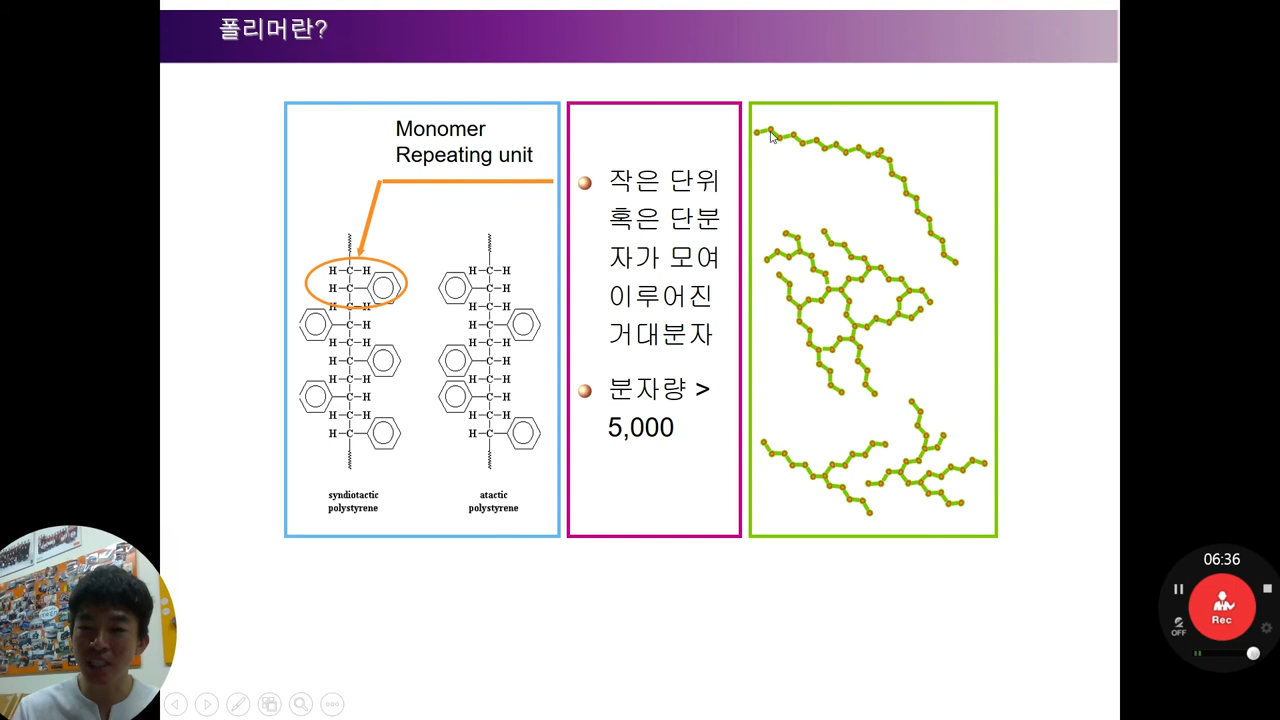 폴리머란?
Monomer
Repeating unit
H C H
H C
H C H
C H
H C H
H C
H C H
C H
H C H
H C
H C H
H C
H C H
C H
H C H
H C
H C H
H C
H C H
H C
syndiotactic
polystyrene
atactic
polystyrene
작은 단위
혹은 단분
자가 모여
이루어진
거대분자
분자량 >
5,000
06:36
Rec
OFF